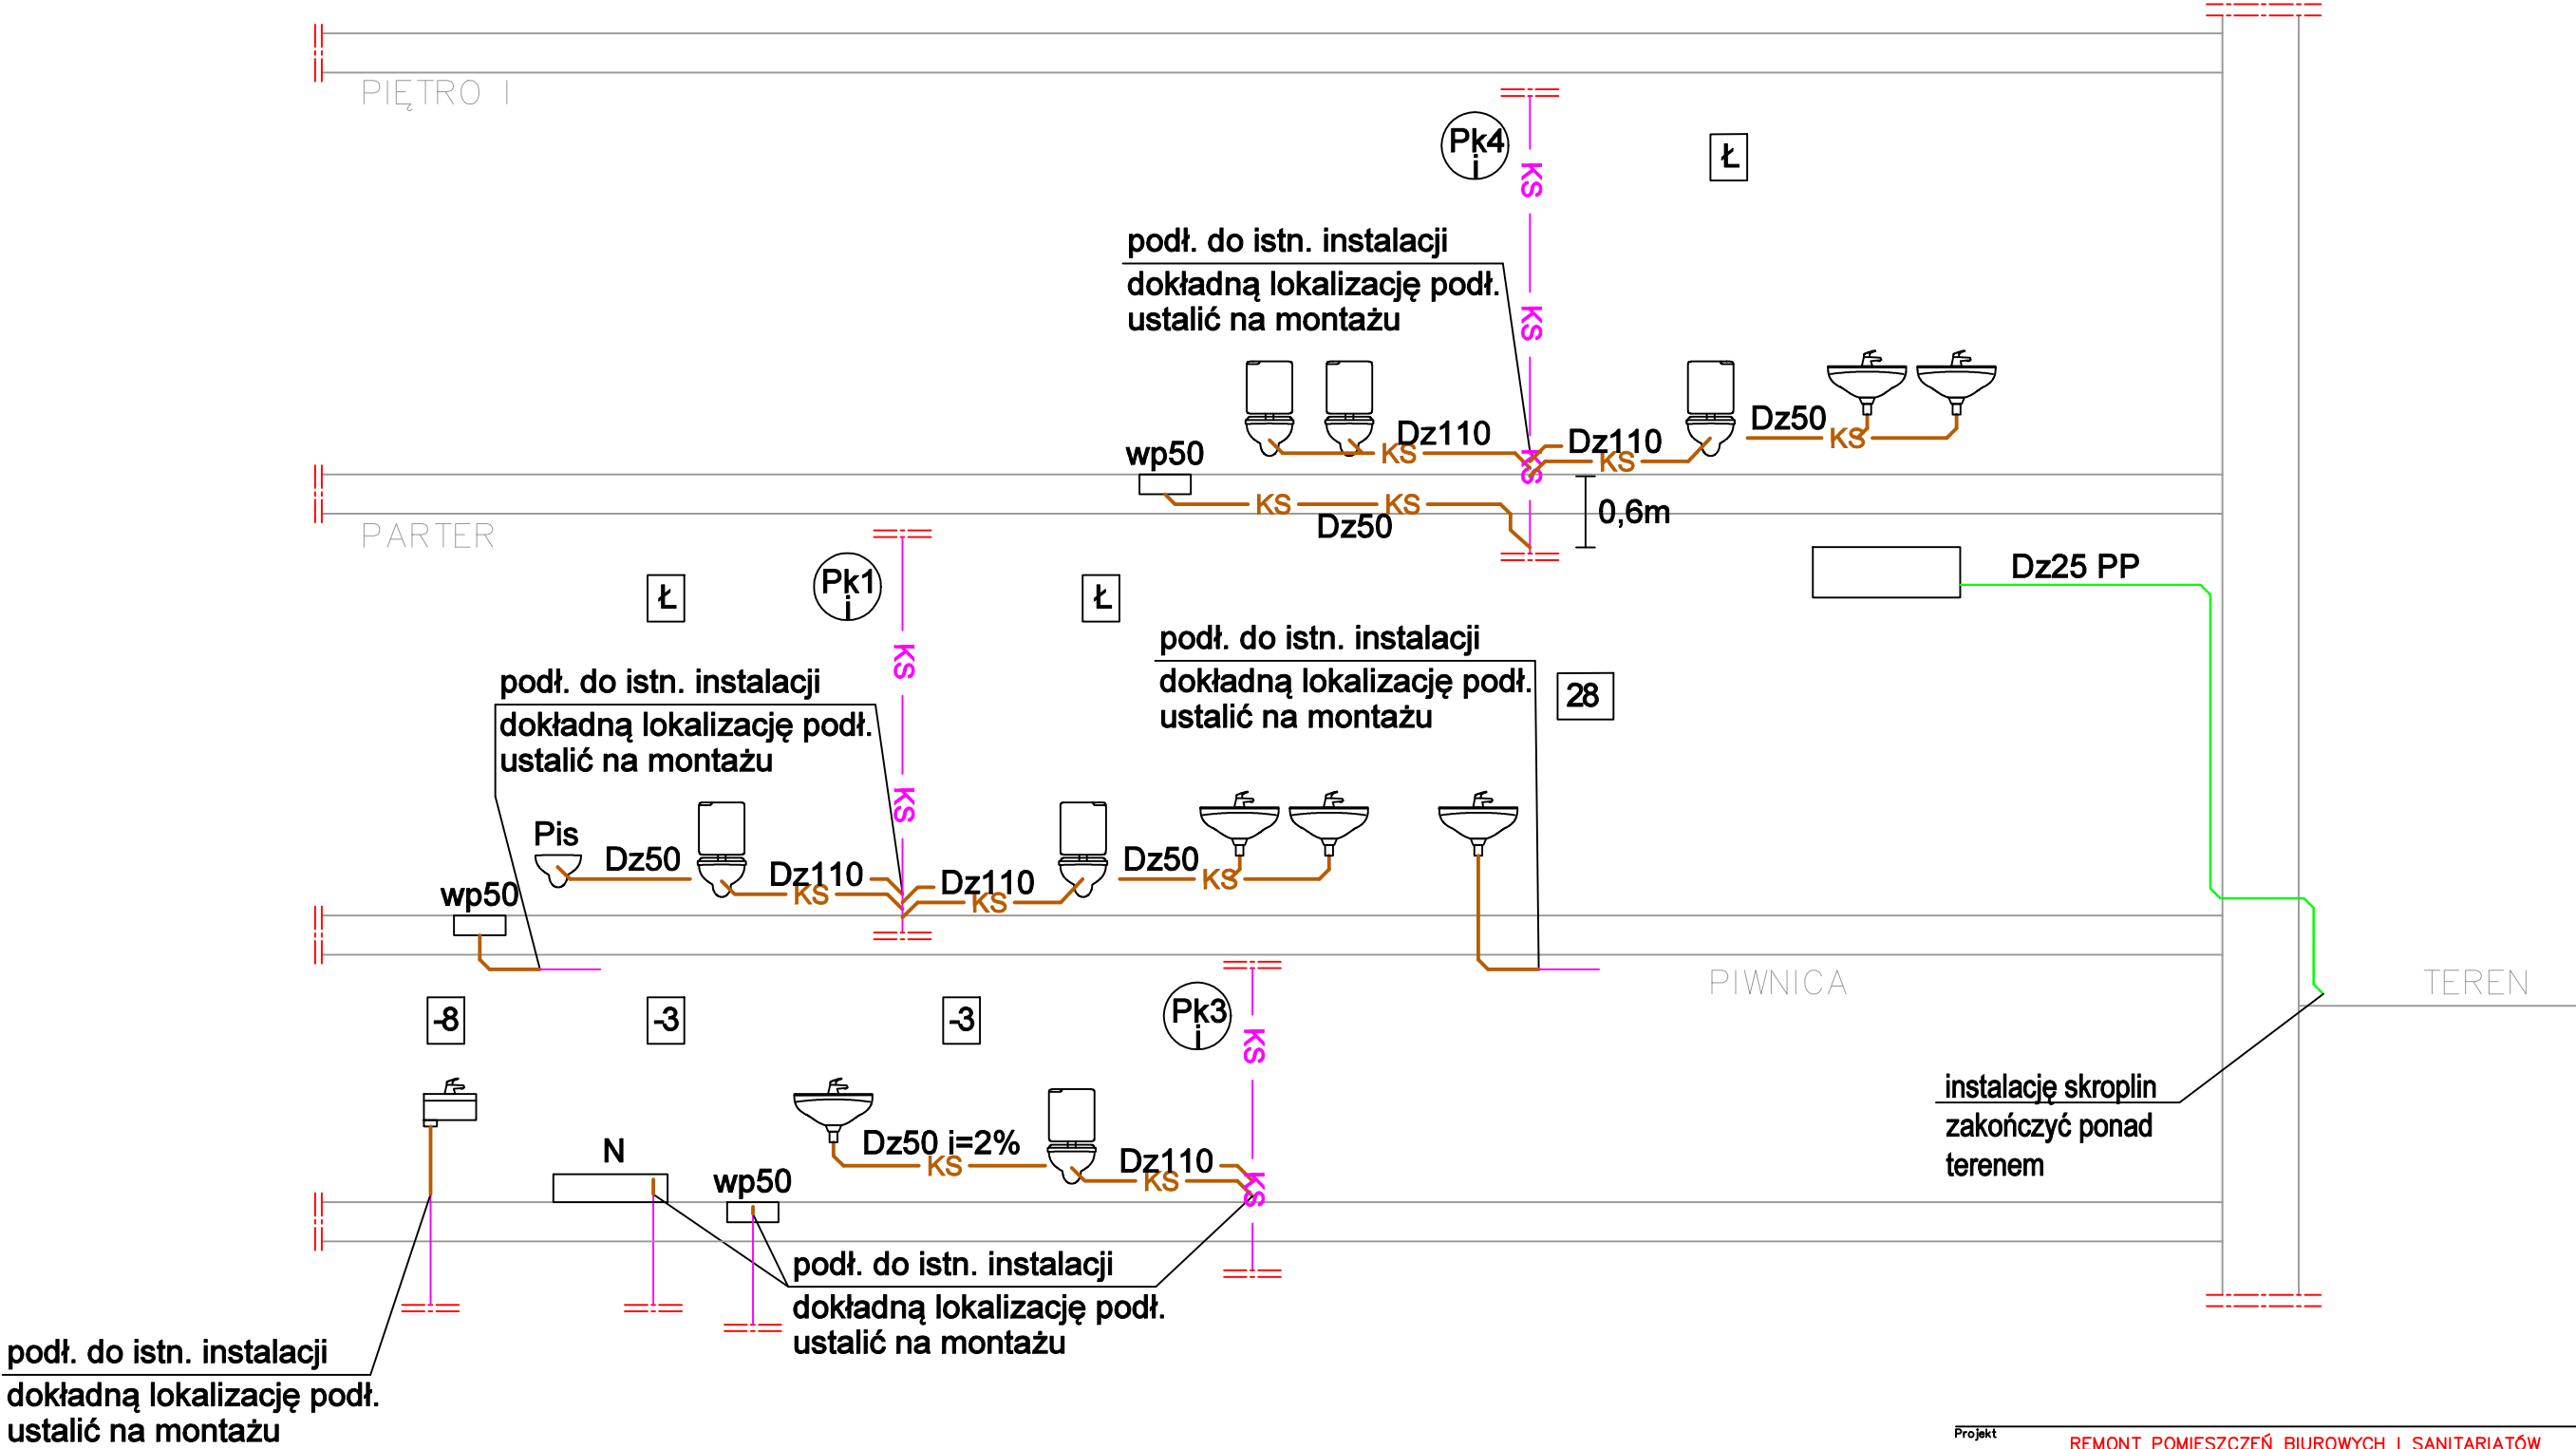 PIĘTRO I
Pk4
i
Ł
KS
podł. do istn. instalacji
dokładną lokalizację podł.
ustalić na montażu
KS
Dz50
KS
Dz110
KS
Dz110
KS
KS
wp50
KS
KS
Dz50
0,6m
PARTER
Dz25 PP
Ł
Pk1
i
Ł
podł. do istn. instalacji
dokładną lokalizację podł.
ustalić na montażu
28
KS
podł. do istn. instalacji
dokładną lokalizację podł.
ustalić na montażu
KS
Pis
Dz50
Dz110
KS
Dz110
KS
Dz50
KS
wp50
PIWNICA
TEREN
-8
-3
-3
Pk3
i
KS
instalację skroplin
zakończyć ponad
terenem
N
wp50
Dz50 i=2%
KS
Dz110
KS
KS
podł. do istn. instalacji
dokładną lokalizację podł.
ustalić na montażu
podł. do istn. instalacji
dokładną lokalizację podł.
ustalić na montażu
Projekt
REMONT POMIESZCZEŃ BIUROWYCH I SANITARIATÓW